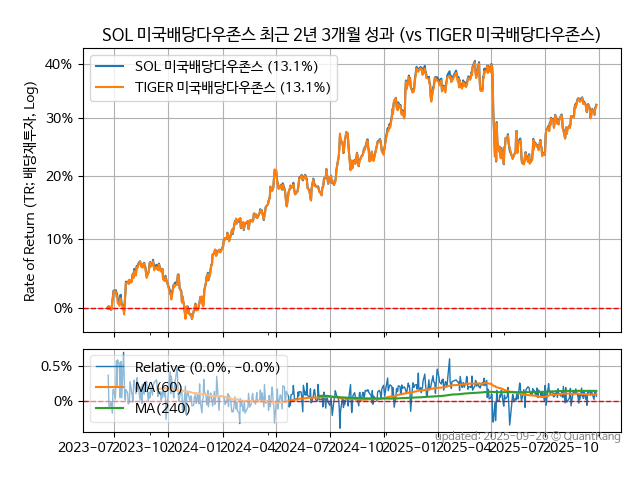 SOL 미국배당다우존스 최근 2년 3개월 성과 (vs TIGER 미국배당다우존스)
Rate of Return (TR: 배당재투자, Log)
40%
30%
20%
10%
0%
SOL 미국배당다우존스 (13.1%)
TIGER 미국배당다우존스 (13.1%)
0.5%
0%
Relative (0.0%, −0.0%)
MA(60)
MA(240)
2023-07
2023-10
2024-01
2024-04
2024-07
2024-10
2025-01
2025-04
2025-07
2025-10
updated: 2025-09-26 © QuantKang